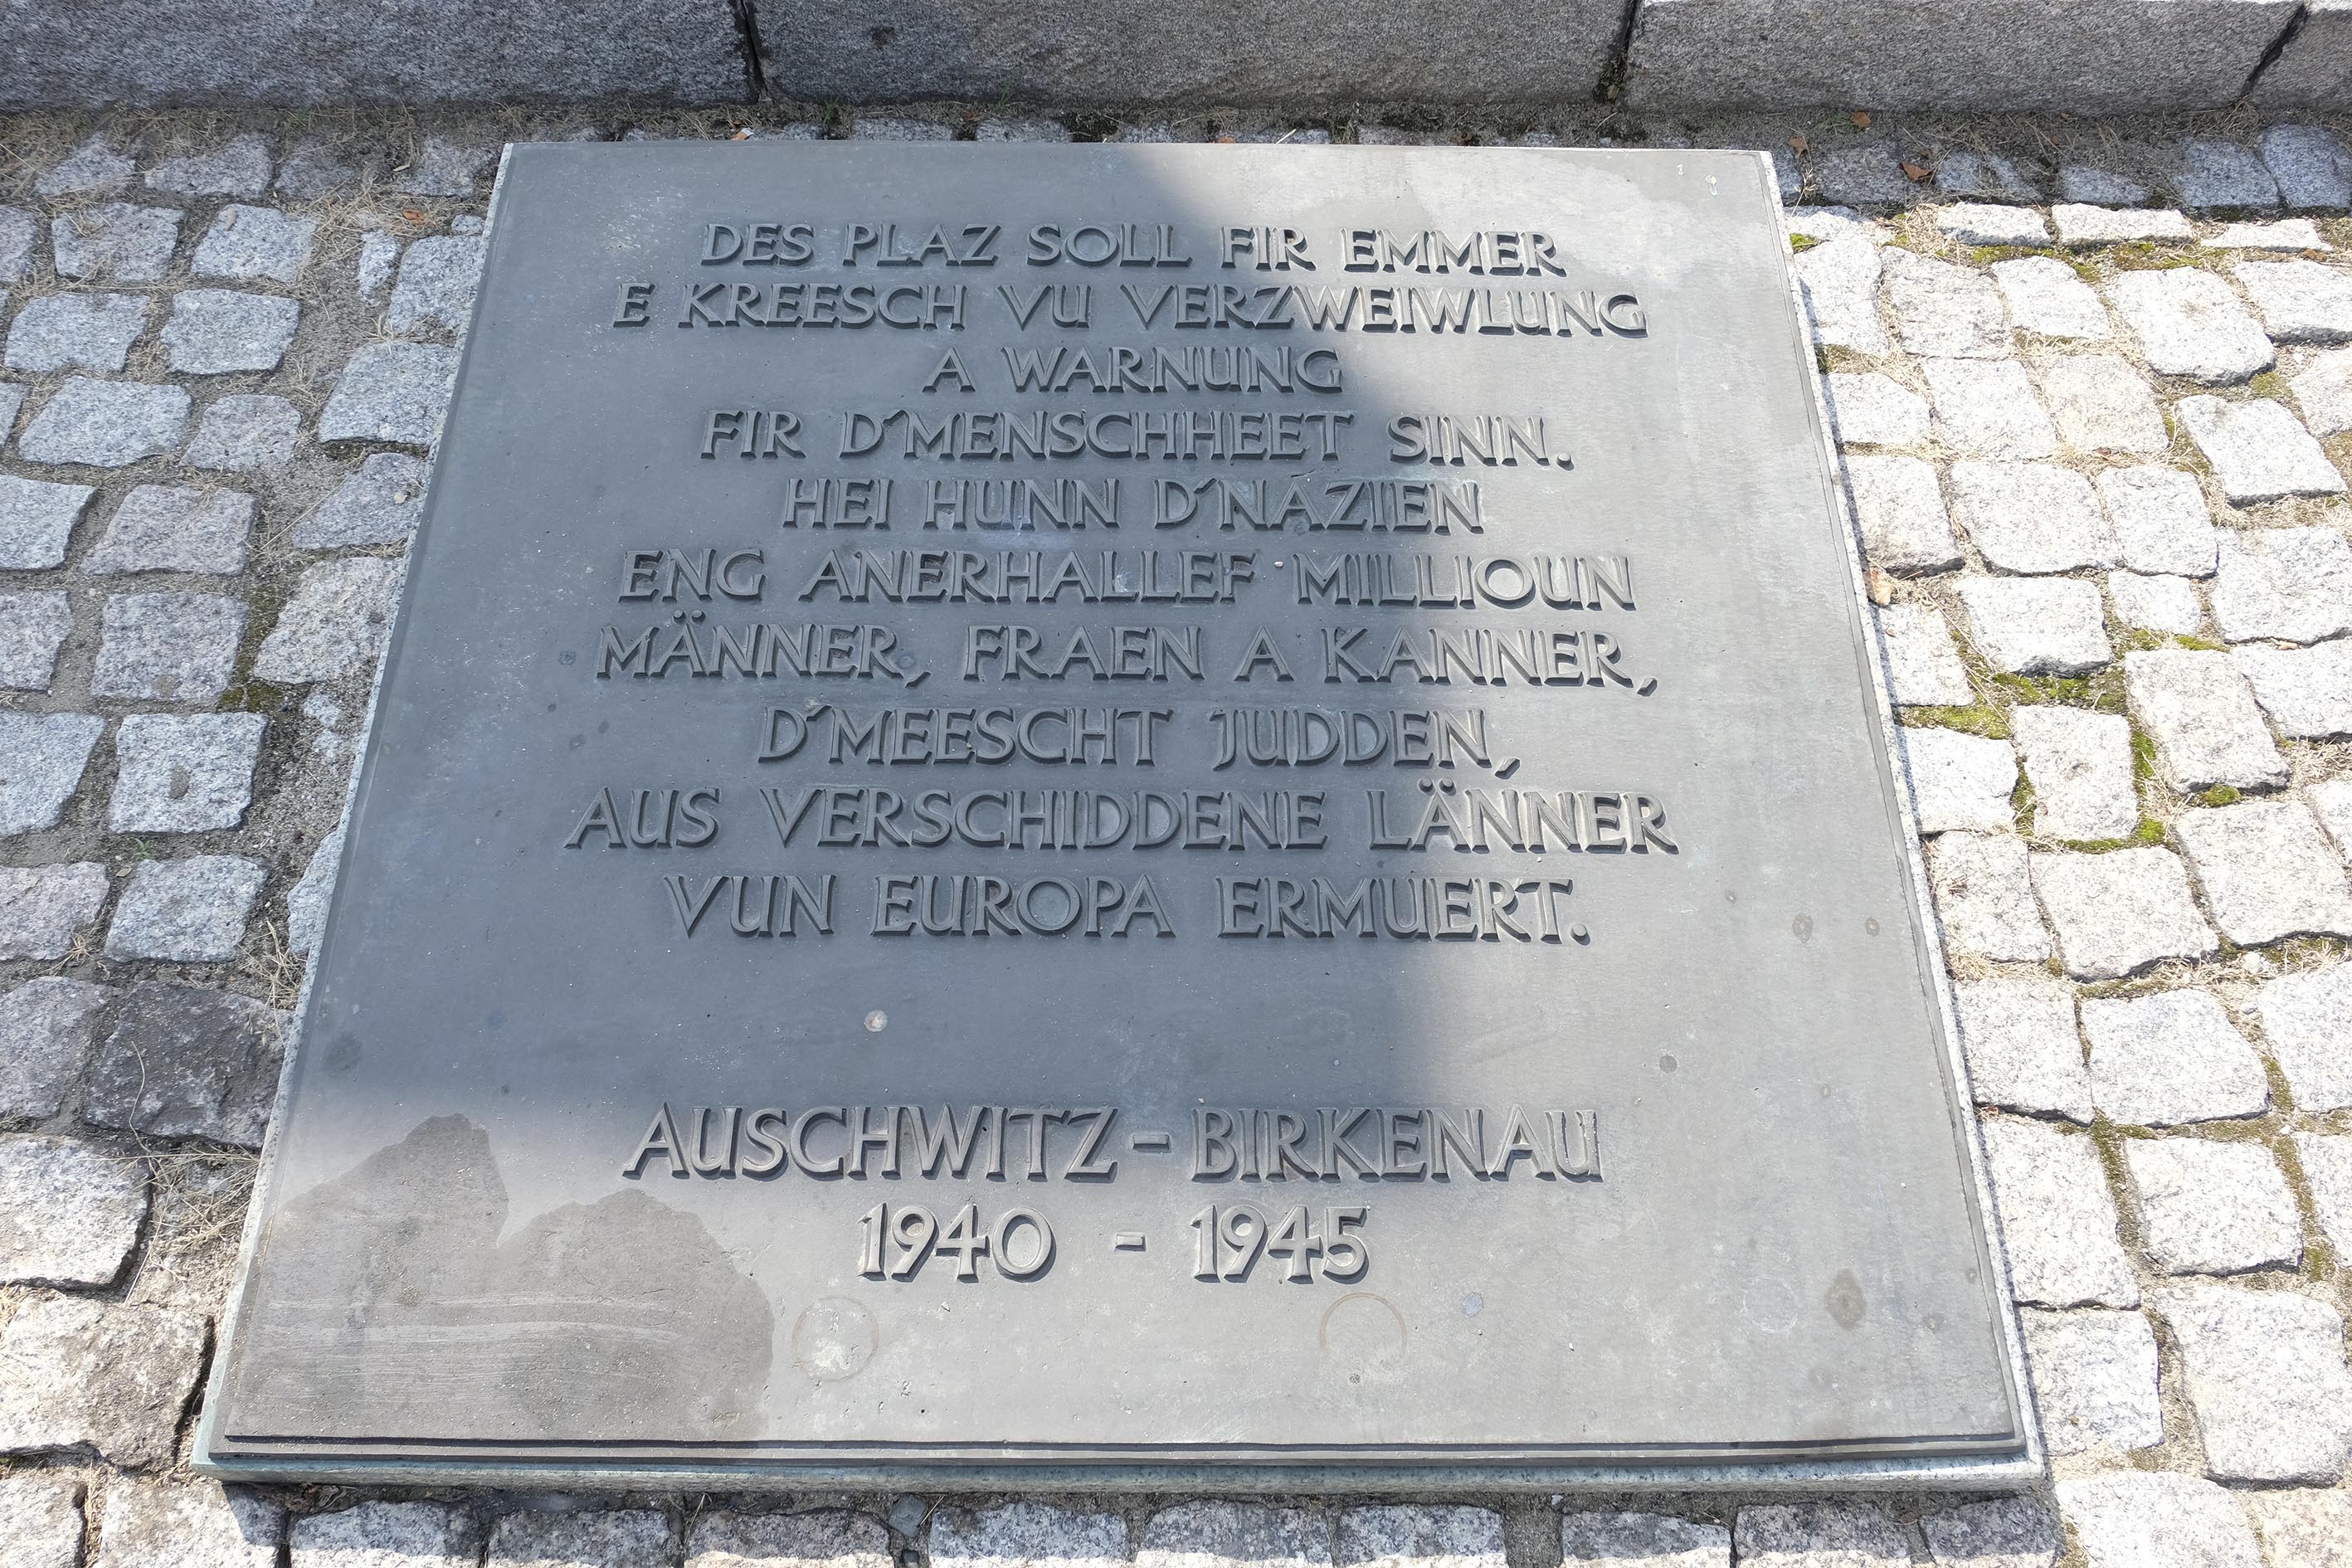 DES PLAZ SOLL FIR EMMER
E KREESCH VU VERZWEIWLUNG
A WARNUNG
FIR D'MENSCHHEET SINN.
HEI HUNN D'NAZIEN
ENG ANERHALLEF MILLIOUN
MÄNNER, FRAEN A KANNER,
D'MEESCHT JUDDEN,
AUS VERSCHIDDENE LÄNNER
VUN EUROPA ERMUERT.
AUSCHWITZ-BIRKENAU
1940 - 1945